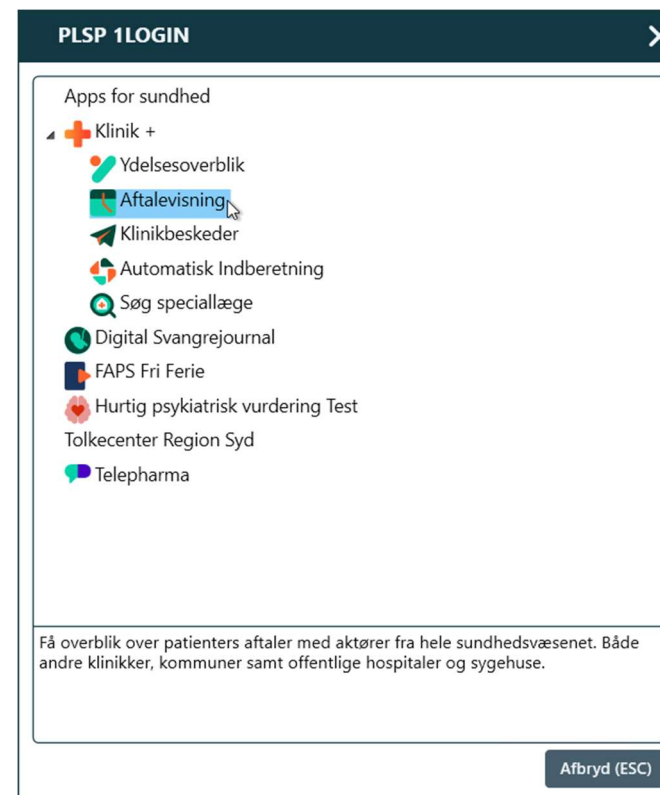 PLSP 1LOGIN
Apps for sundhed
Klinik +
Ydelsesoverblik
Aftalevisning
Klinikbeskeder
Automatisk Indberetning
Søg speciallæge
Digital Svangrejournal
FAPS Fri Ferie
Hurtig psykiatrisk vurdering Test
Tolkecenter Region Syd
Telepharma
Få overblik over patienters aftaler med aktører fra hele sundhedsvæsenet. Både
andre klinikker, kommuner samt offentlige hospitaler og sygehuse.
Afbryd (ESC)